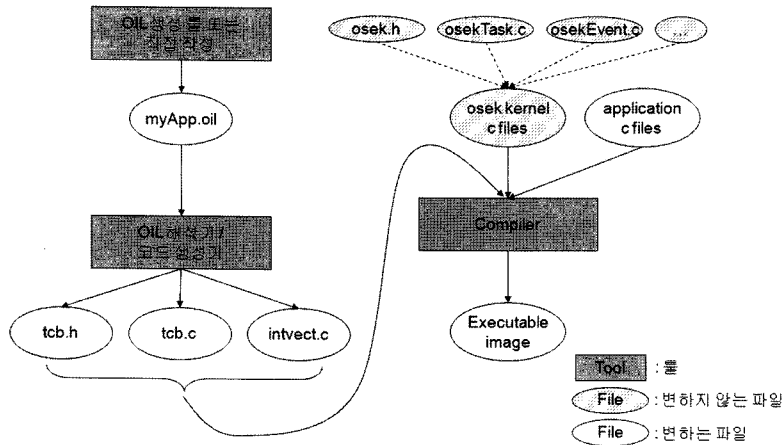 OIL 생성 툴 또는
직접작성
myApp.oil
OIL해석기/
코드생성기
tcb.h
tcb.c
intvect.c
osek.h
osekTask.c
osekEvent.c
...
osek kernel
c files
application
c files
Compiler
Executable
image
Tool : 툴
File : 변하지 않는 파일
File : 변하는 파일